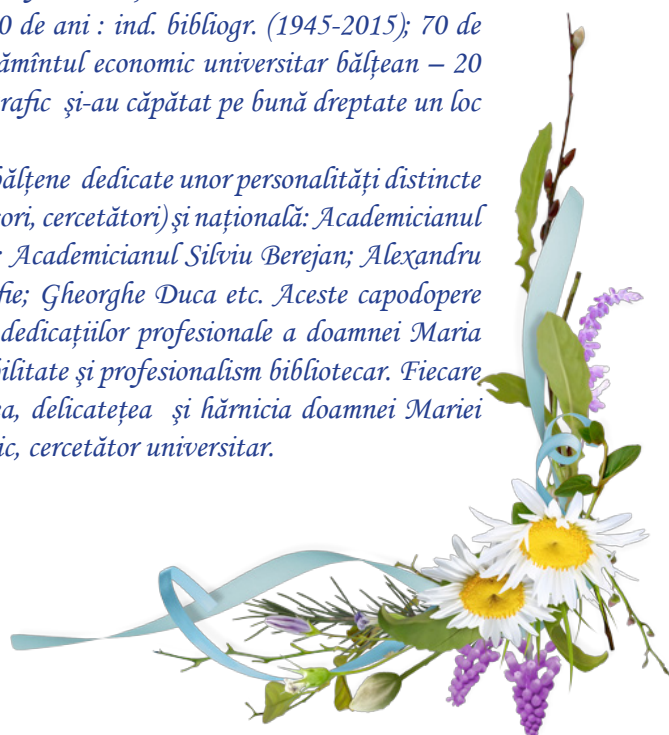 0 de ani : ind. bibliogr. (1945-2015); 70 de
ămîntul economic universitar bălțean – 20
rafic și-au căpătat pe bună dreptate un loc
bălțene dedicate unor personalități distincte
ori, cercetători) și națională: Academicianul
Academicianul Silviu Berejan; Alexandru
fie; Gheorghe Duca etc. Aceste capodopere
dedicațiilor profesionale a doamnei Maria
bilitate și profesionalism bibliotecar. Fiecare
ea, delicatețea și hărnicia doamnei Mariei
ic, cercetător universitar.